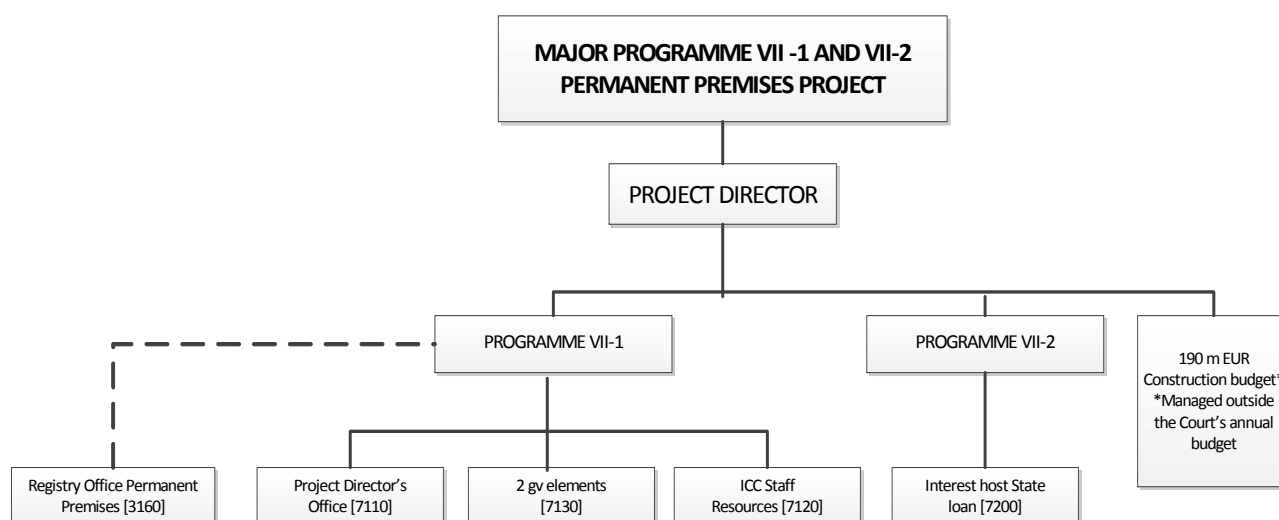 MAJOR PROGRAMME VII -1 AND VII-2
PERMANENT PREMISES PROJECT
PROJECT DIRECTOR
PROGRAMME VII-1
PROGRAMME VII-2
190 m EUR
Construction budget*
*Managed outside
the Court's annual
budget
Registry Office Permanent
Premises [3160]
Project Director's
Office [7110]
2 gv elements
[7130]
ICC Staff
Resources [7120]
Interest host State
loan [7200]